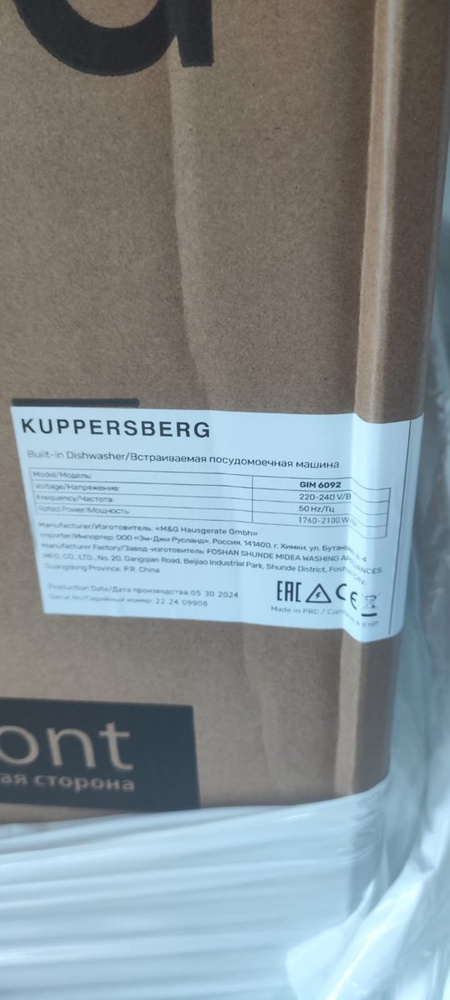 KUPPERSBERG
Built-in Dishwasher/Встраиваемая посудомоечная машина
Model/Модель: GIM 6092
Voltage/Напряжение: 220-240 V/В
Frequency/Частота: 50 Hz/Гц
Rated Power/Мощность: 1760-2100 W/
Manufacturer/Изготовитель: «M&G Hausgerate Gmbh»
Importer/Импортер: ООО «Эм-Джи Русланд», Россия, 141400, г. Химки, ул.
Manufacturer Factory/Завод-изготовитель: FOSHAN SHUNDE MIDEA WASHING
MFG. CO., LTD., No. 20, Gangqian Road, Beijiao Industrial Park, Shunde District,
Guangdong Province, P.R. China
Production Date/Дата производства: 05 30 2024
Serial No/Серийный номер: 22 24 09908
EAC CE
Made in PRC /
ont
ая сторона